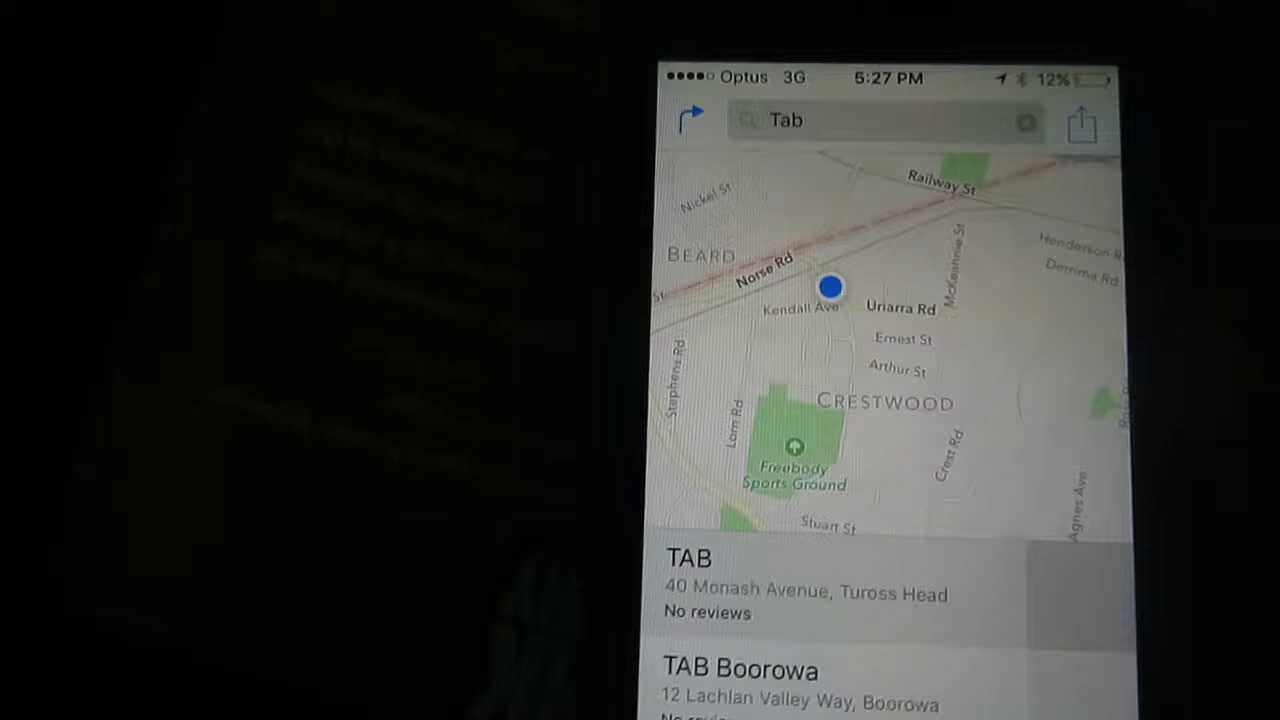 Optus 3G 5:27 PM 12%
Tab
Railway St
Nickel St
Henderson
BEARD
McKeahnie St
Norse Rd
Derrima Rd
St
Kendall Ave
Uriarra Rd
Ernest St
Stephens Rd
Arthur St
CRESTWOOD
Lorn Rd
Crest Rd
Freebody
Sports Ground
Agnes Ave
Stuart St
TAB
40 Monash Avenue, Tuross Head
No reviews
TAB Boorowa
12 Lachlan Valley Way, Boorowa